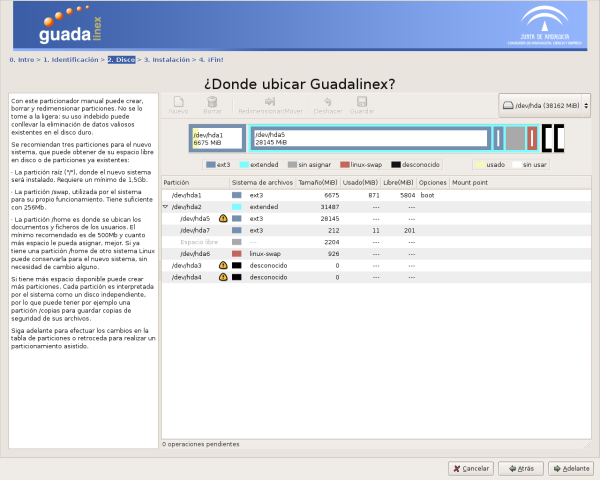 guadalinex
JUNTA DE ANDALUCIA
0. Intro > 1. Identificación > 2. Disco > 3. Instalación > 4. ¡Fin!
¿Donde ubicar Guadalinex?
Con este particionador manual puede crear,
borrar y redimensionar particiones. No se lo
tome a la ligera: su uso indebido puede
conllevar la eliminación de datos valiosos
existentes en el disco duro.
Se recomiendan tres particiones para el nuevo
sistema, que puede obtener de su espacio libre
en disco o de particiones ya existentes:
· La partición raíz ("/"), donde el nuevo sistema
será instalado. Requiere un mínimo de 1,5Gb.
· La partición /swap, utilizada por el sistema
para su propio funcionamiento. Tiene suficiente
con 256Mb.
· La partición /home es donde se ubican los
documentos y ficheros de los usuarios. El
mínimo recomendado es de 500Mb y cuanto
más espacio le pueda asignar, mejor. Si ya
tiene una partición /home de otro sistema Linux
puede conservarla para el nuevo sistema, sin
necesidad de cambio alguno.
Si tiene más espacio disponible puede crear
más particiones. Cada partición es interpretada
por el sistema como un disco independiente,
por lo que puede tener por ejemplo una
partición /copias para guardar copias de
seguridad de sus archivos.
Siga adelante para efectuar los cambios en la
tabla de particiones o retroceda para realizar un
particionamiento asistido.
Nuevo Borrar Redimensionar/Mover Deshacer Guardar
/dev/hda (38162 MiB)
/dev/hda1
6675 MiB
/dev/hda5
28145 MiB
ext3 extended sin asignar linux-swap desconocido usado sin usar
Partición Sistema de archivos Tamaño(MiB) Usado(MiB) Libre(MiB) Opciones Mount point
/dev/hda1 ext3 6675 871 5804 boot
/dev/hda2 extended 31487 --- ---
/dev/hda5 ext3 28145 --- ---
/dev/hda7 ext3 212 11 201
Espacio libre --- 2204 --- ---
/dev/hda6 linux-swap 926 --- ---
/dev/hda3 desconocido 0 --- ---
/dev/hda4 desconocido 0 --- ---
0 operaciones pendientes
Cancelar Atrás Adelante